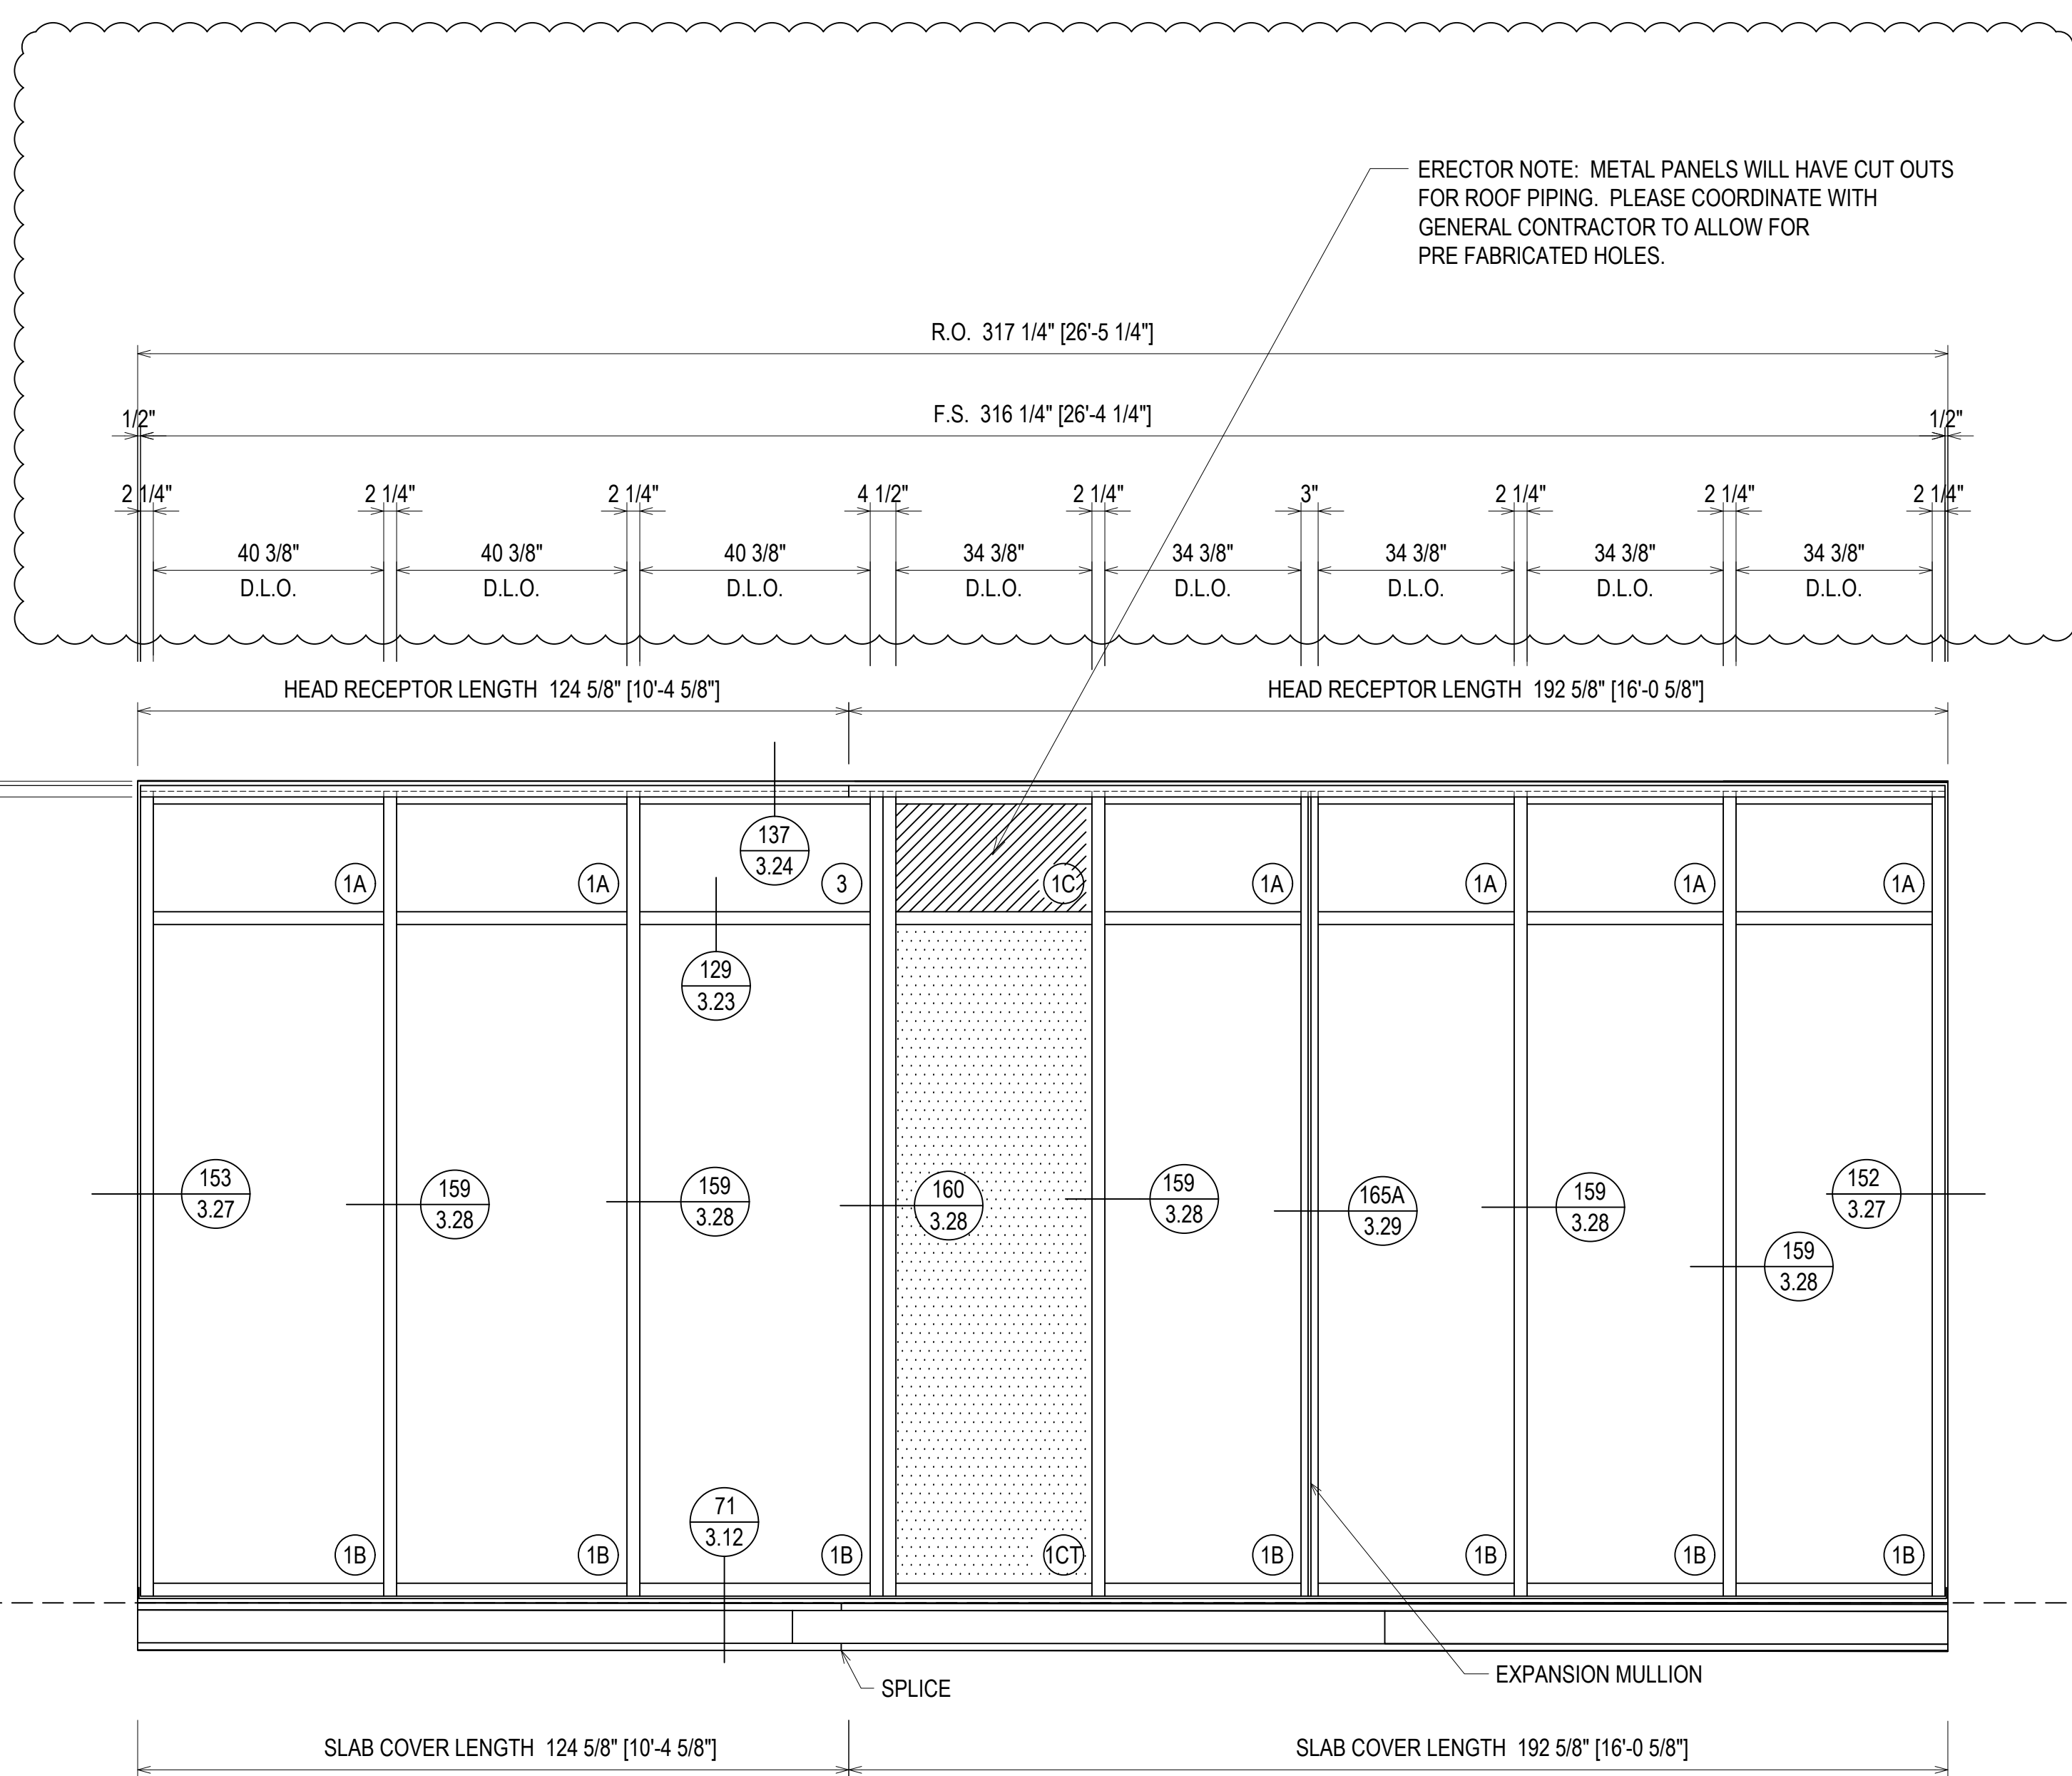 ERECTOR NOTE: METAL PANELS WILL HAVE CUT OUTS
FOR ROOF PIPING. PLEASE COORDINATE WITH
GENERAL CONTRACTOR TO ALLOW FOR
PRE FABRICATED HOLES.
R.O. 317 1/4" [26'-5 1/4"]
1/2" F.S. 316 1/4" [26'-4 1/4"] 1/2"
2 1/4" 2 1/4" 2 1/4" 4 1/2" 2 1/4" 3" 2 1/4" 2 1/4" 2 1/4"
40 3/8" 40 3/8" 40 3/8" 34 3/8" 34 3/8" 34 3/8" 34 3/8" 34 3/8"
D.L.O. D.L.O. D.L.O. D.L.O. D.L.O. D.L.O. D.L.O. D.L.O.
HEAD RECEPTOR LENGTH 124 5/8" [10'-4 5/8"] HEAD RECEPTOR LENGTH 192 5/8" [16'-0 5/8"]
137
3.24
1A 1A 3 1C 1A 1A 1A 1A
129
3.23
153
3.27
159
3.28
159
3.28
160
3.28
159
3.28
165A
3.29
159
3.28
152
3.27
159
3.28
71
3.12
1B 1B 1B 1CT 1B 1B 1B 1B
SPLICE
EXPANSION MULLION
SLAB COVER LENGTH 124 5/8" [10'-4 5/8"] SLAB COVER LENGTH 192 5/8" [16'-0 5/8"]